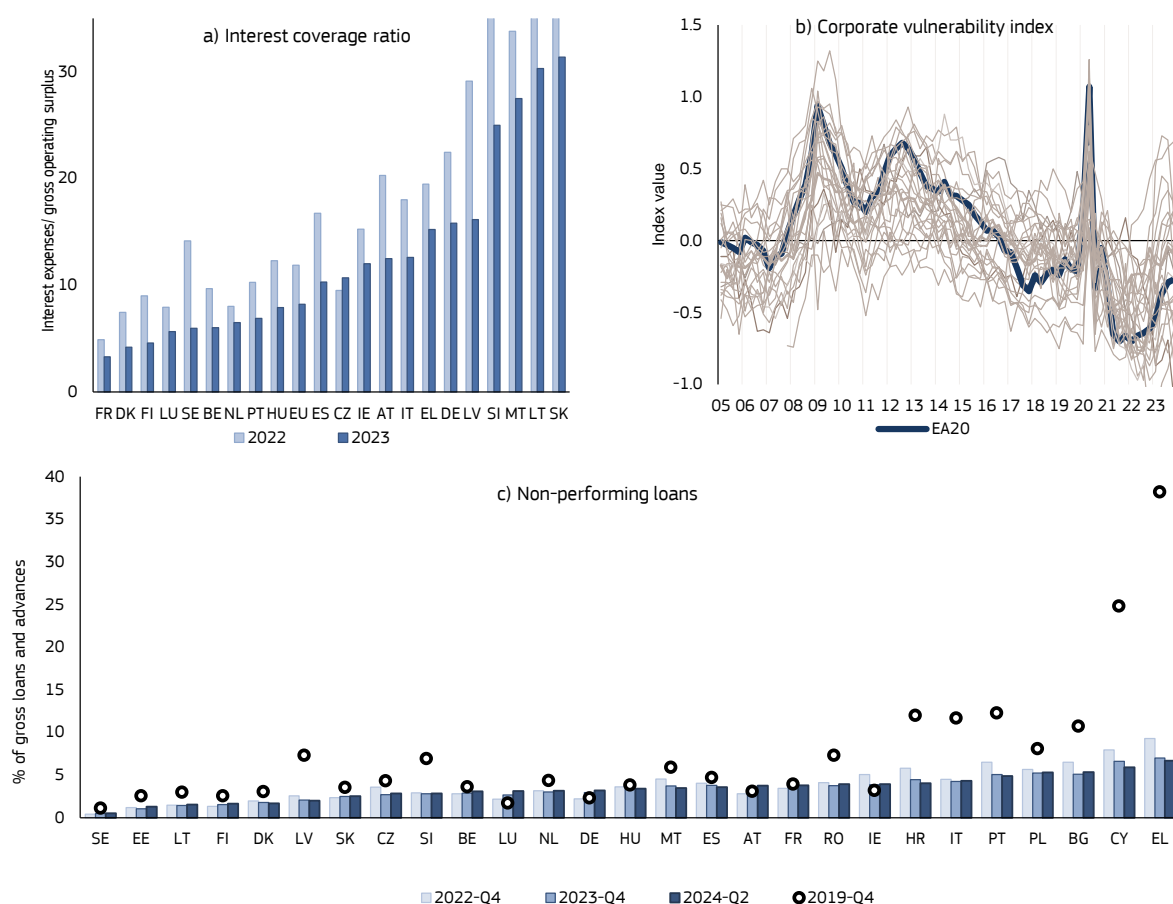 a) Interest coverage ratio
Interest expenses/ gross operating surplus
30
20
10
0
FR DK FI LU SE BE NL PT HU EU ES CZ IE AT IT EL DE LV SI MT LT SK
2022 2023
b) Corporate vulnerability index
Index value
1.5
1.0
0.5
0.0
-0.5
-1.0
05 06 07 08 09 10 11 12 13 14 15 16 17 18 19 20 21 22 23
EA20
c) Non-performing loans
% of gross loans and advances
40
35
30
25
20
15
10
5
0
SE EE LT FI DK LV SK CZ SI BE LU NL DE HU MT ES AT FR RO IE HR IT PT PL BG CY EL
2022-Q4 2023-Q4 2024-Q2 2019-Q4